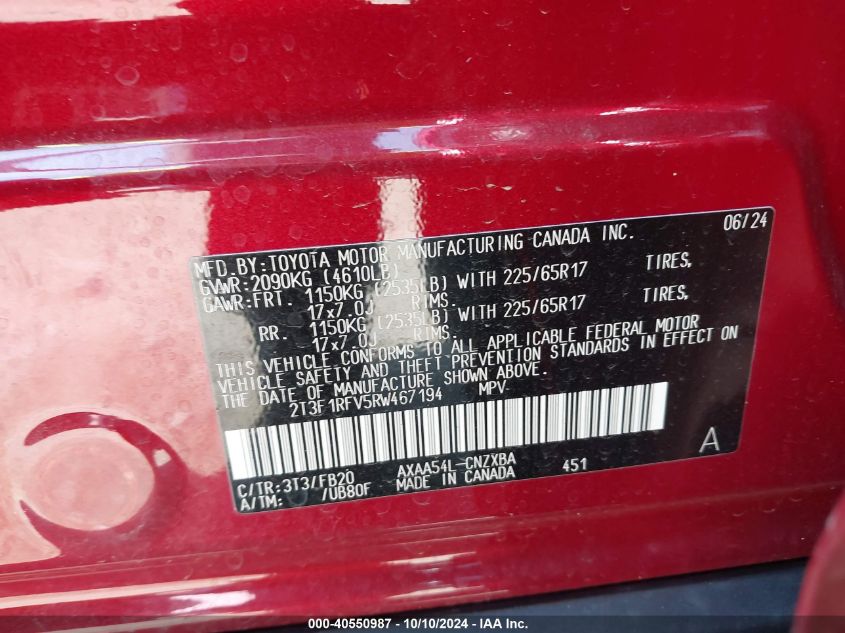 06/24
MFD.BY:TOYOTA MOTOR MANUFACTURING CANADA INC.
GVWR:2090KG (4610LB)
GAWR:FRT. 1150KG (2535LB) WITH 225/65R17 TIRES,
17x7.0J RIMS.
RR. 1150KG (2535LB) WITH 225/65R17 TIRES,
17x7.0J RIMS.
THIS VEHICLE CONFORMS TO ALL APPLICABLE FEDERAL MOTOR
VEHICLE SAFETY AND THEFT PREVENTION STANDARDS IN EFFECT ON
THE DATE OF MANUFACTURE SHOWN ABOVE.
2T3F1RFV5RW467194 MPV.
A
C/TR:3T3/FB20 AXAA54L-CNZXBA 451
A/TM: /UB80F MADE IN CANADA
000-40550987 - 10/10/2024 - IAA Inc.